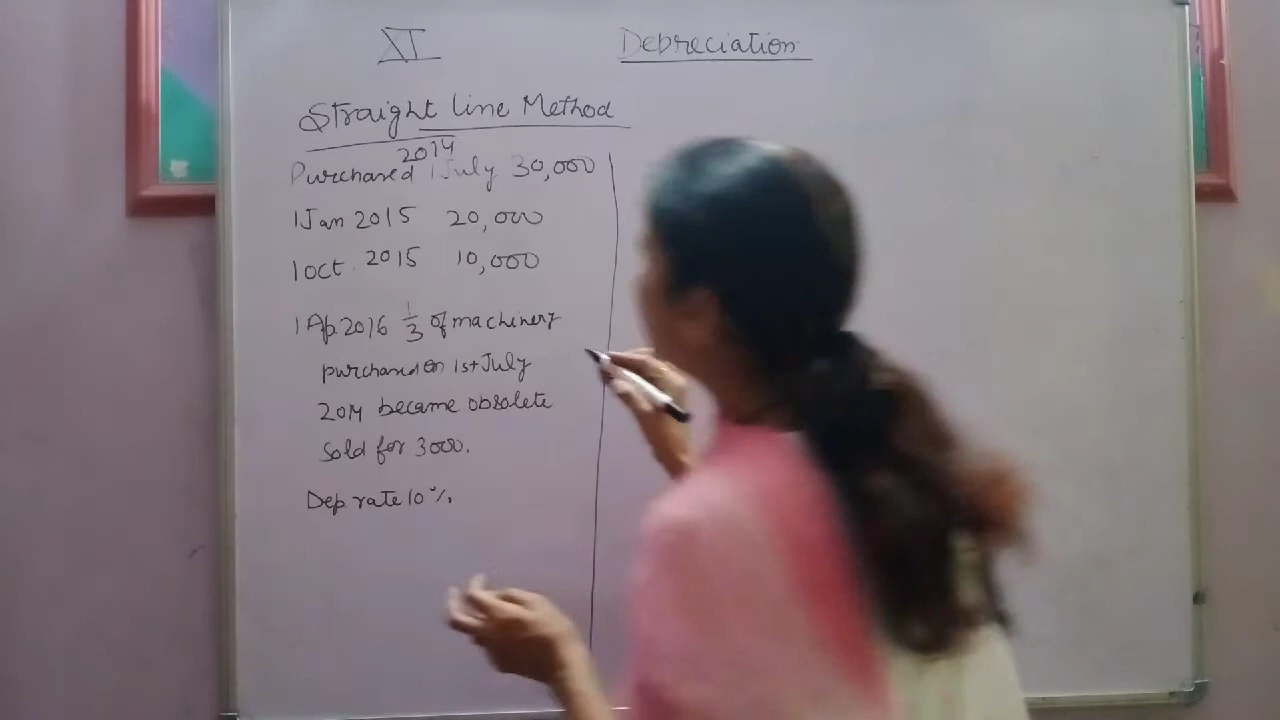 XI
Depreciation
Straight line Method
2014
Purchased 1 July 30,000
1 Jan 2015 20,000
1 oct. 2015 10,000
1 Ap. 2016 1/3 of machinery
purchased on 1st July
2014 became obsolete
Sold for 3000.
Dep. rate 10%.